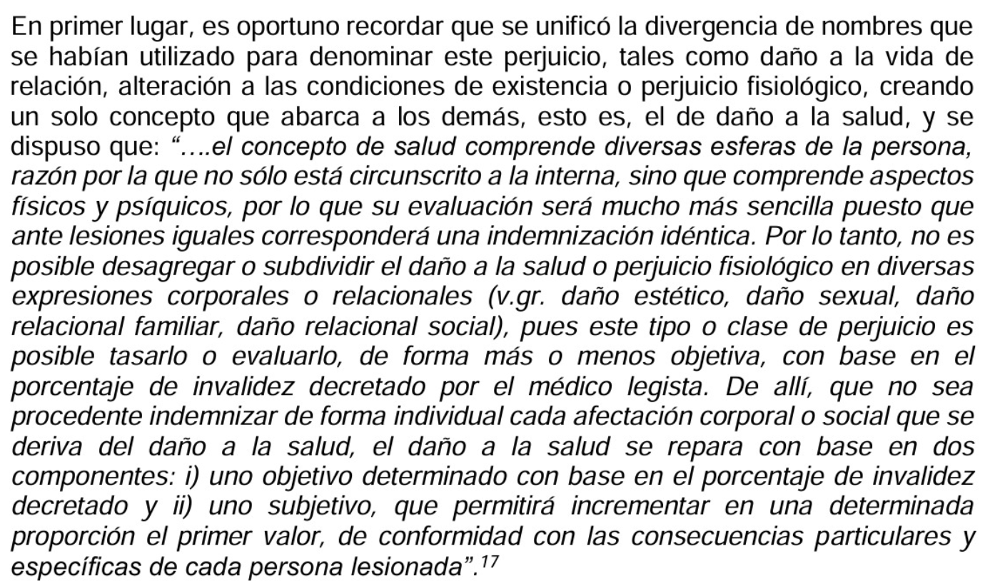 En primer lugar, es oportuno recordar que se unificó la divergencia de nombres que
se habían utilizado para denominar este perjuicio, tales como daño a la vida de
relación, alteración a las condiciones de existencia o perjuicio fisiológico, creando
un solo concepto que abarca a los demás, esto es, el de daño a la salud, y se
dispuso que: “….el concepto de salud comprende diversas esferas de la persona,
razón por la que no sólo está circunscrito a la interna, sino que comprende aspectos
físicos y psíquicos, por lo que su evaluación será mucho más sencilla puesto que
ante lesiones iguales corresponderá una indemnización idéntica. Por lo tanto, no es
posible desagregar o subdividir el daño a la salud o perjuicio fisiológico en diversas
expresiones corporales o relacionales (v.gr. daño estético, daño sexual, daño
relacional familiar, daño relacional social), pues este tipo o clase de perjuicio es
posible tasarlo o evaluarlo, de forma más o menos objetiva, con base en el
porcentaje de invalidez decretado por el médico legista. De allí, que no sea
procedente indemnizar de forma individual cada afectación corporal o social que se
deriva del daño a la salud, el daño a la salud se repara con base en dos
componentes: i) uno objetivo determinado con base en el porcentaje de invalidez
decretado y ii) uno subjetivo, que permitirá incrementar en una determinada
proporción el primer valor, de conformidad con las consecuencias particulares y
específicas de cada persona lesionada”.17